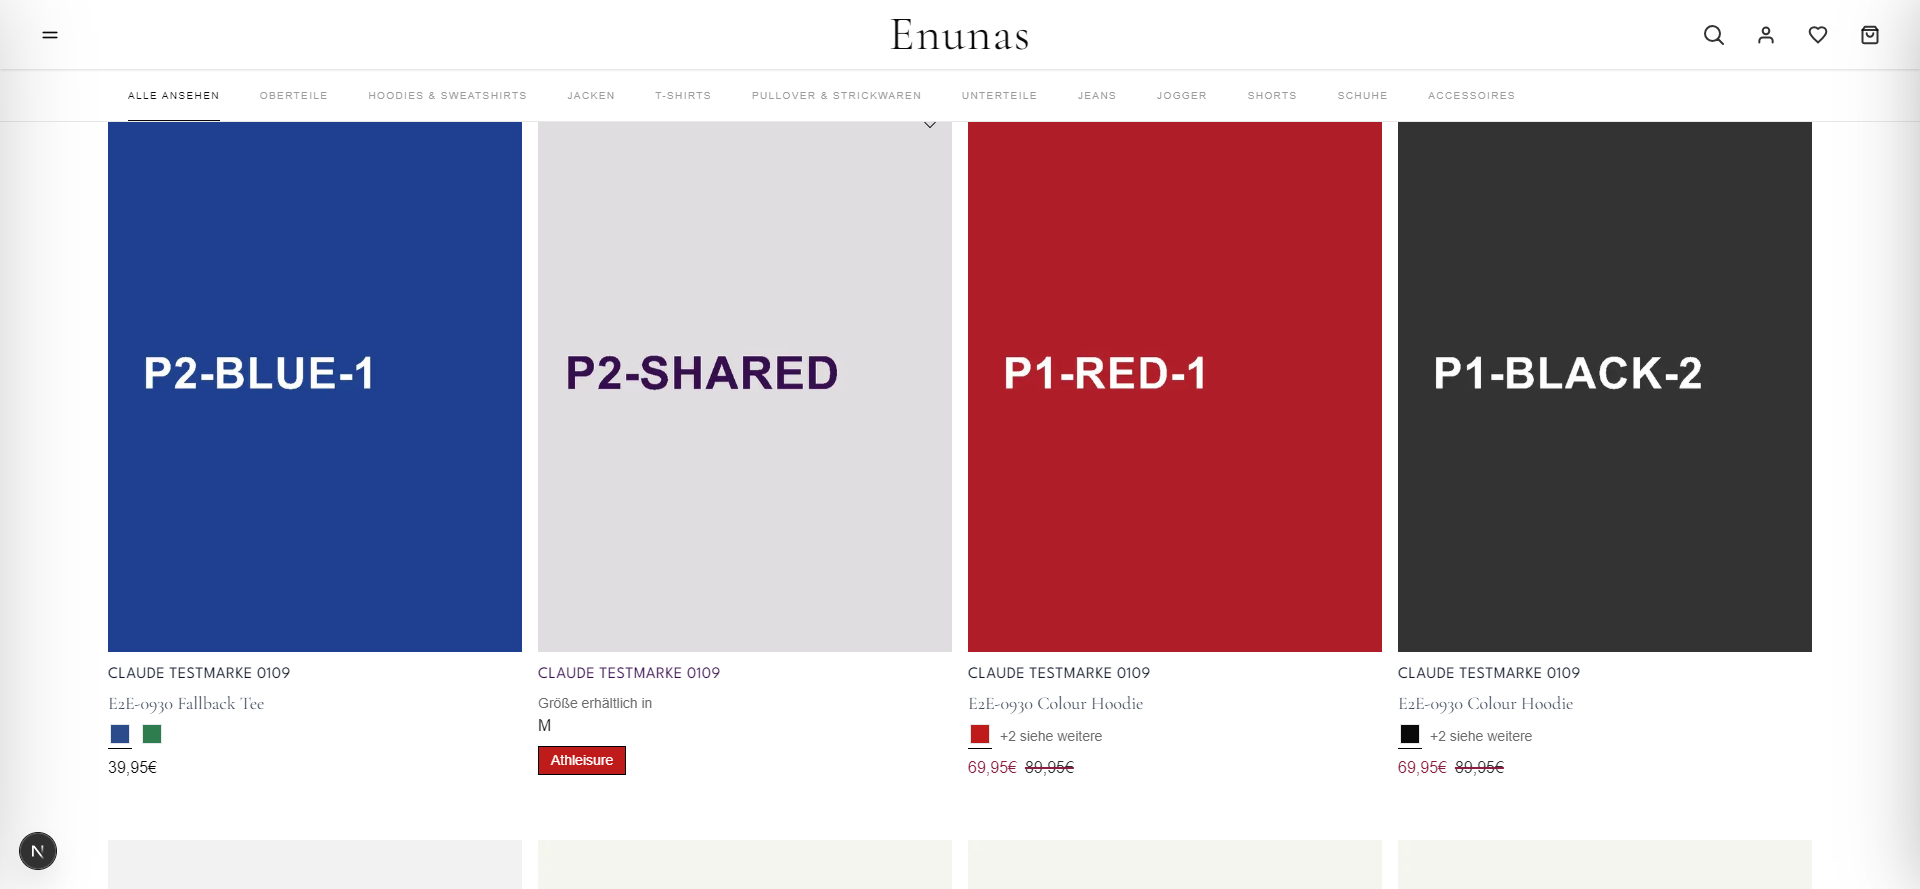 Enunas
ALLE ANSEHEN OBERTEILE HOODIES & SWEATSHIRTS JACKEN T-SHIRTS PULLOVER & STRICKWAREN UNTERTEILE JEANS JOGGER SHORTS SCHUHE ACCESSOIRES
P2-BLUE-1
P2-SHARED
P1-RED-1
P1-BLACK-2
CLAUDE TESTMARKE 0109
E2E-0930 Fallback Tee
39,95€
CLAUDE TESTMARKE 0109
Größe erhältlich in
M
Athleisure
CLAUDE TESTMARKE 0109
E2E-0930 Colour Hoodie
+2 siehe weitere
69,95€ 89,95€
CLAUDE TESTMARKE 0109
E2E-0930 Colour Hoodie
+2 siehe weitere
69,95€ 89,95€
N